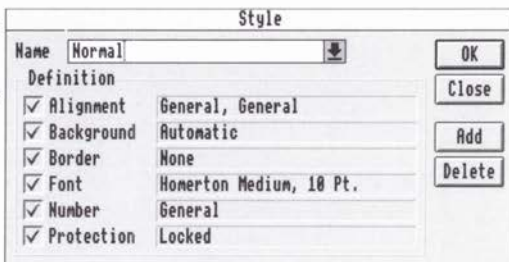 Style
Name Normal
OK
Definition
Close
Alignment General, General
Background Automatic
Add
Border None
Font Homerton Medium, 10 Pt.
Delete
Number General
Protection Locked